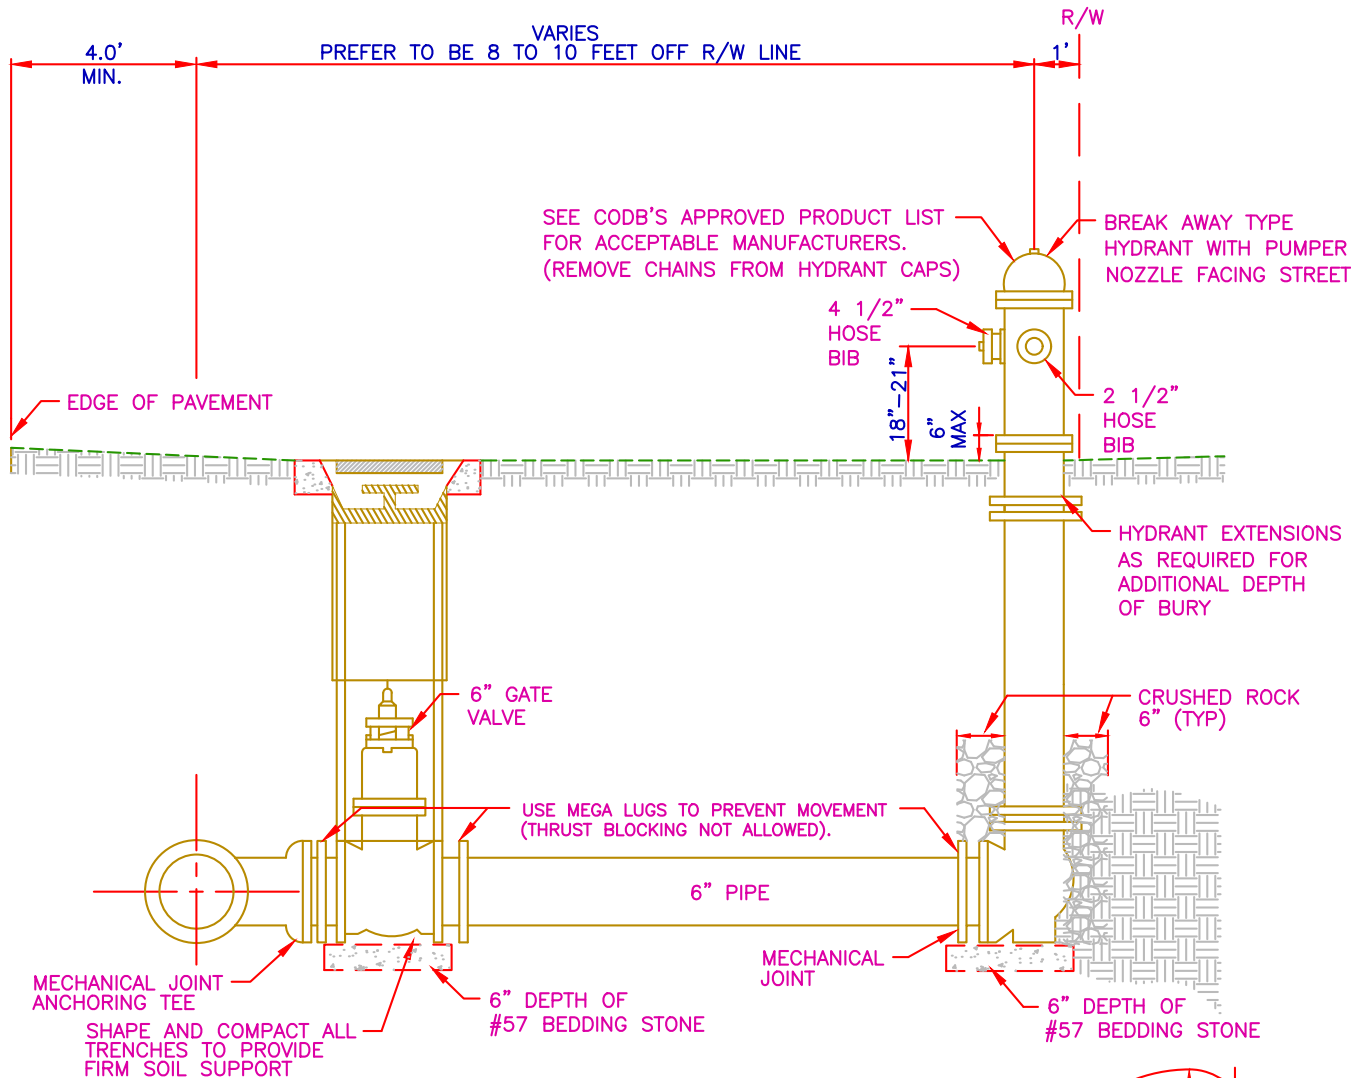 R/W
VARIES
4.0'
PREFER TO BE 8 TO 10 FEET OFF R/W LINE
1'
MIN.
SEE CODB'S APPROVED PRODUCT LIST
FOR ACCEPTABLE MANUFACTURERS.
(REMOVE CHAINS FROM HYDRANT CAPS)
BREAK AWAY TYPE
HYDRANT WITH PUMPER
NOZZLE FACING STREET
4 1/2"
HOSE
BIB
18"-21"
6"
MAX
2 1/2"
HOSE
BIB
EDGE OF PAVEMENT
HYDRANT EXTENSIONS
AS REQUIRED FOR
ADDITIONAL DEPTH
OF BURY
6" GATE
VALVE
CRUSHED ROCK
6" (TYP)
USE MEGA LUGS TO PREVENT MOVEMENT
(THRUST BLOCKING NOT ALLOWED).
6" PIPE
MECHANICAL
JOINT
MECHANICAL JOINT
ANCHORING TEE
6" DEPTH OF
#57 BEDDING STONE
6" DEPTH OF
#57 BEDDING STONE
SHAPE AND COMPACT ALL
TRENCHES TO PROVIDE
FIRM SOIL SUPPORT